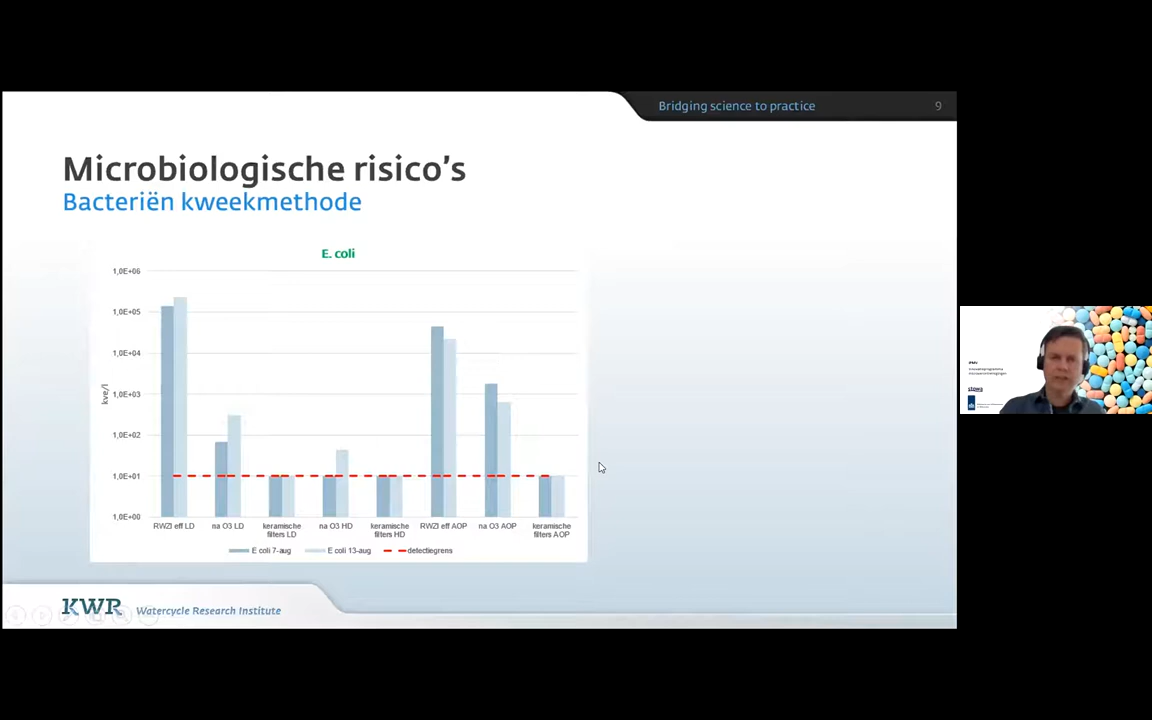 Bridging science to practice
9
Microbiologische risico's
Bacteriën kweekmethode
E. coli
1,0E+06
1,0E+05
1,0E+04
1,0E+03
1,0E+02
1,0E+01
1,0E+00
kve/l
RWZI eff LD
na O3 LD
keramische
filters LD
na O3 HD
keramische
filters HD
RWZI eff AOP
na O3 AOP
keramische
filters AOP
E coli 7-aug
E coli 13-aug
detectiegrens
KWR
Watercycle Research Institute
stowa